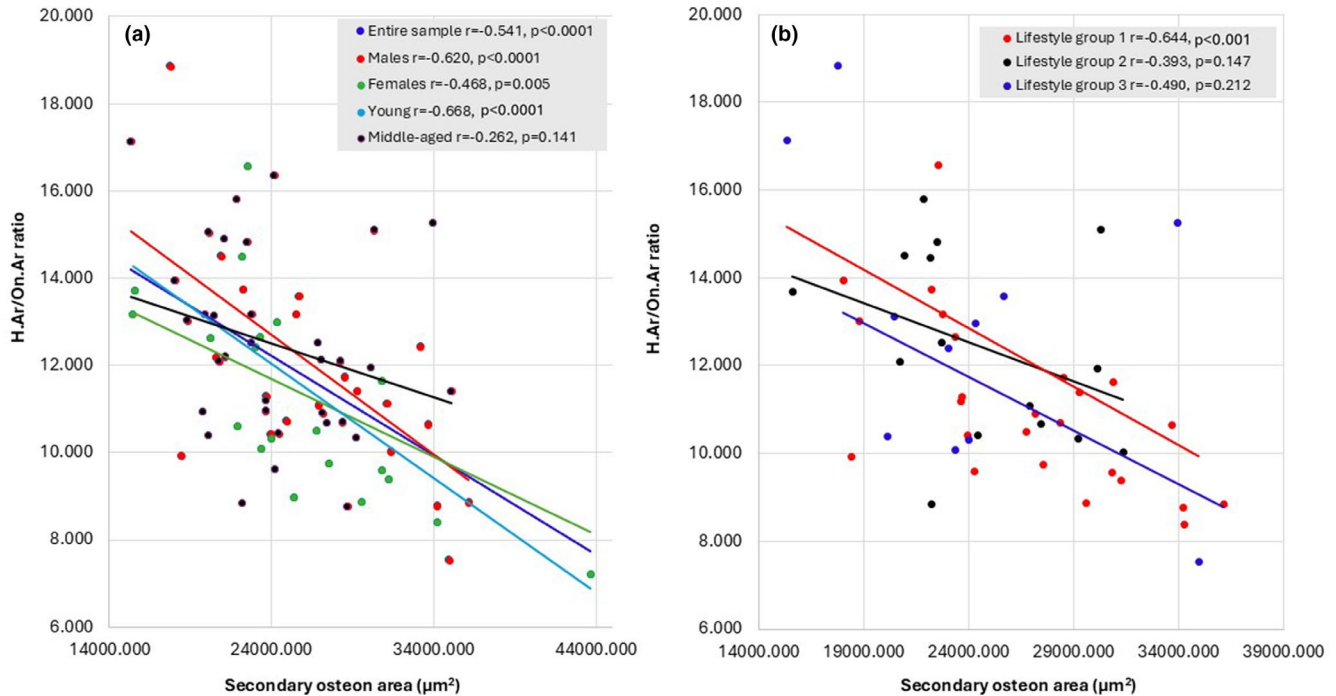 (a)
Entire sample r=-0.541, p<0.0001
Males r=-0.620, p<0.0001
Females r=-0.468, p=0.005
Young r=-0.668, p<0.0001
Middle-aged r=-0.262, p=0.141
20.000
18.000
16.000
14.000
12.000
10.000
8.000
6.000
H.Ar/On.Ar ratio
14000.000 24000.000 34000.000 44000.000
Secondary osteon area (µm²)
(b)
Lifestyle group 1 r=-0.644, p<0.001
Lifestyle group 2 r=-0.393, p=0.147
Lifestyle group 3 r=-0.490, p=0.212
20.000
18.000
16.000
14.000
12.000
10.000
8.000
6.000
H.Ar/On.Ar ratio
14000.000 19000.000 24000.000 29000.000 34000.000 39000.000
Secondary osteon area (µm²)